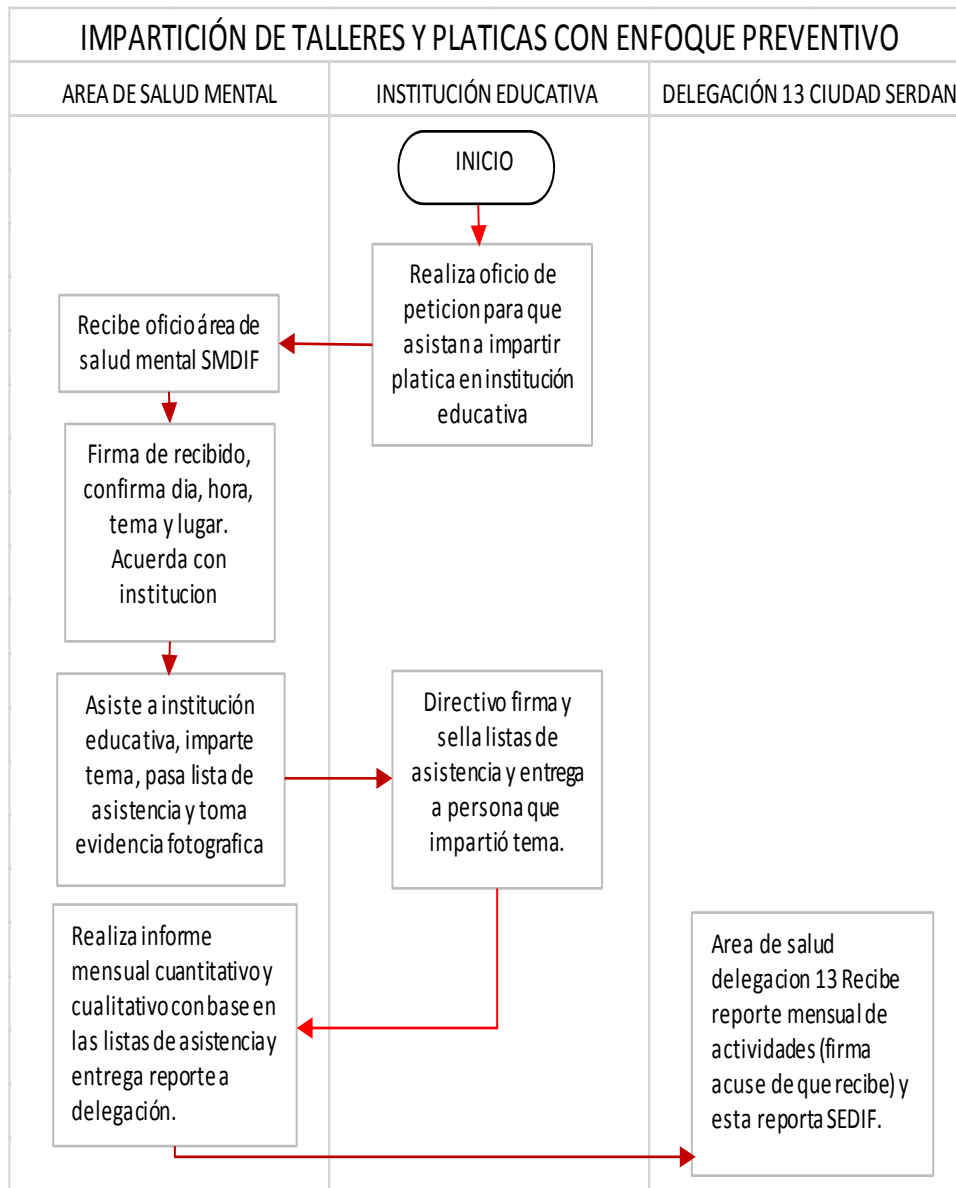 IMPARTICIÓN DE TALLERES Y PLATICAS CON ENFOQUE PREVENTIVO
AREA DE SALUD MENTAL
INSTITUCIÓN EDUCATIVA
DELEGACIÓN 13 CIUDAD SERDAN
INICIO
Realiza oficio de
peticion para que
asistan a impartir
platica en institución
educativa
Recibe oficio área de
salud mental SMDIF
Firma de recibido,
confirma dia, hora,
tema y lugar.
Acuerda con
institucion
Asiste a institución
educativa, imparte
tema, pasa lista de
asistencia y toma
evidencia fotografica
Directivo firma y
sella listas de
asistencia y entrega
a persona que
impartió tema.
Realiza informe
mensual cuantitativo y
cualitativo con base en
las listas de asistencia y
entrega reporte a
delegación.
Area de salud
delegacion 13 Recibe
reporte mensual de
actividades (firma
acuse de que recibe) y
esta reporta SEDIF.